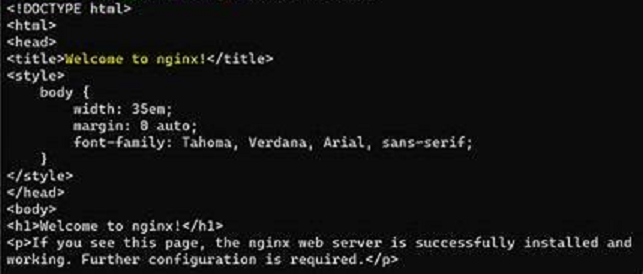 <!DOCTYPE html>
<html>
<head>
<title>Welcome to nginx!</title>
<style>
    body {
        width: 35em;
        margin: 0 auto;
        font-family: Tahoma, Verdana, Arial, sans-serif;
    }
</style>
</head>
<body>
<h1>Welcome to nginx!</h1>
<p>If you see this page, the nginx web server is successfully installed and
working. Further configuration is required.</p>